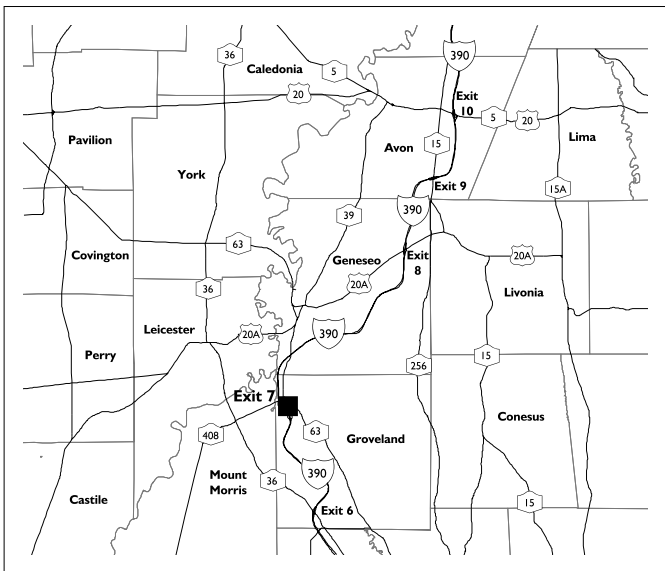 36
390
Caledonia
5
20
Exit
10
5
20
Pavilion
Avon
15
Lima
York
Exit 9
15A
39
390
63
Geneseo
Exit
8
20A
Covington
20A
36
Livonia
Leicester
20A
390
Perry
256
15
Exit 7
Conesus
408
63
Groveland
390
Mount
Morris
36
Castile
Exit 6
15